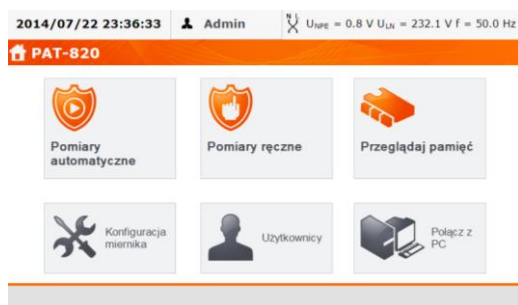 2014/07/22 23:36:33 Admin N L UNPE = 0.8 V ULN = 232.1 V f = 50.0 Hz
PAT-820
Pomiary automatyczne
Pomiary ręczne
Przeglądaj pamięć
Konfiguracja miernika
Użytkownicy
Połącz z PC